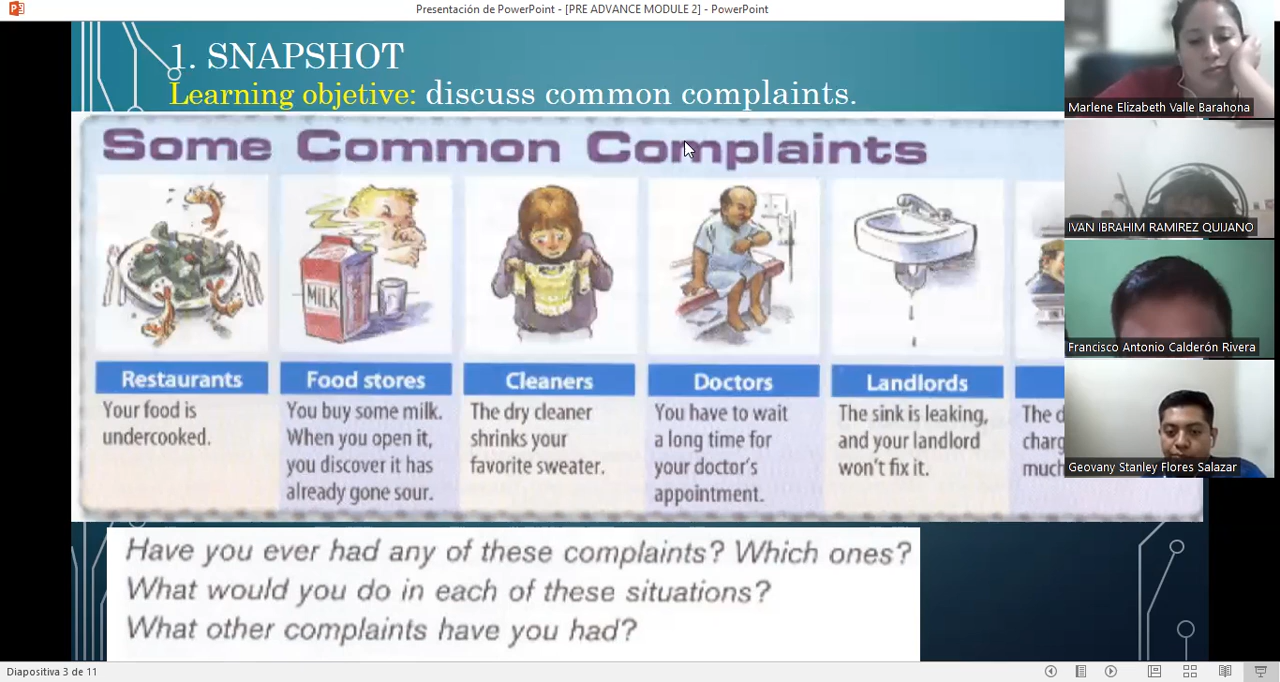 Presentación de PowerPoint - [PRE ADVANCE MODULE 2] - PowerPoint
1. SNAPSHOT
Learning objetive: discuss common complaints.
Some Common Complaints
MILK
Restaurants
Your food is
undercooked.
Food stores
You buy some milk.
When you open it,
you discover it has
already gone sour.
Cleaners
The dry cleaner
shrinks your
favorite sweater.
Doctors
You have to wait
a long time for
your doctor's
appointment.
Landlords
The sink is leaking,
and your landlord
won't fix it.
The
much
Have you ever had any of these complaints? Which ones?
What would you do in each of these situations?
What other complaints have you had?
Marlene Elizabeth Valle Barahona
IVAN IBRAHIM RAMIREZ QUIJANO
Francisco Antonio Calderón Rivera
Geovany Stanley Flores Salazar
Diapositiva 3 de 11